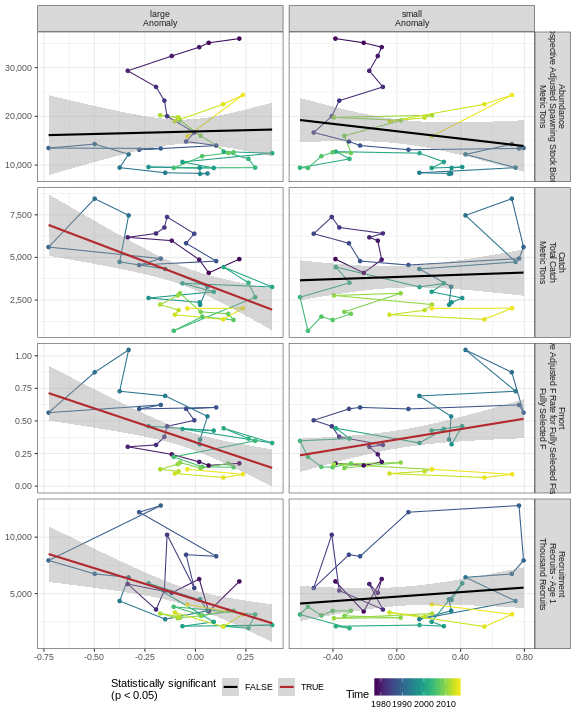 large
Anomaly
small
Anomaly
30,000
20,000
10,000
Abundance
Adjusted Spawning Stock
Metric Tons
7,500
5,000
2,500
Catch
Total Catch
Metric Tons
1.00
0.75
0.50
0.25
0.00
Fmort
Adjusted F Rate for Fully Selected
Fully Selected F
10,000
5,000
Recruitment
Recruits - Age 1
Thousand Recruits
-0.75 -0.50 -0.25 0.00 0.25
-0.40 0.00 0.40 0.80
Statistically significant
(p < 0.05)
FALSE TRUE
Time
1980 1990 2000 2010